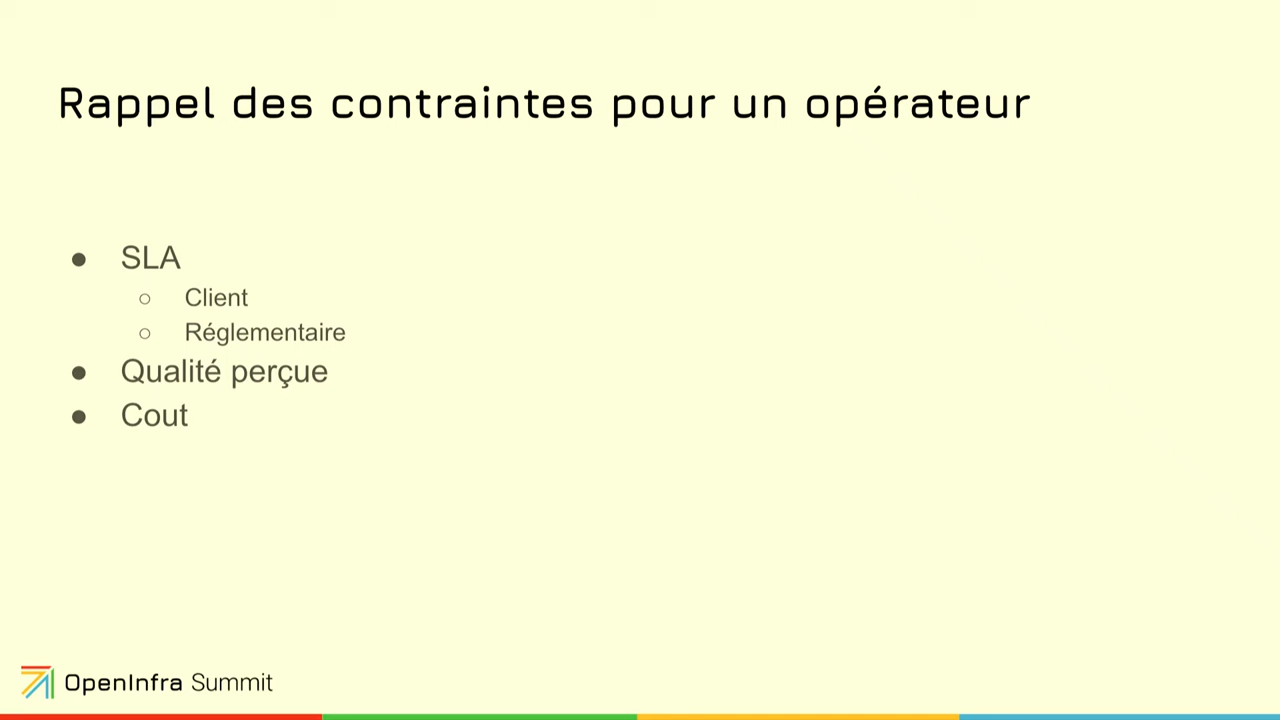 Rappel des contraintes pour un opérateur
● SLA
○ Client
○ Réglementaire
● Qualité perçue
● Cout
OpenInfra Summit